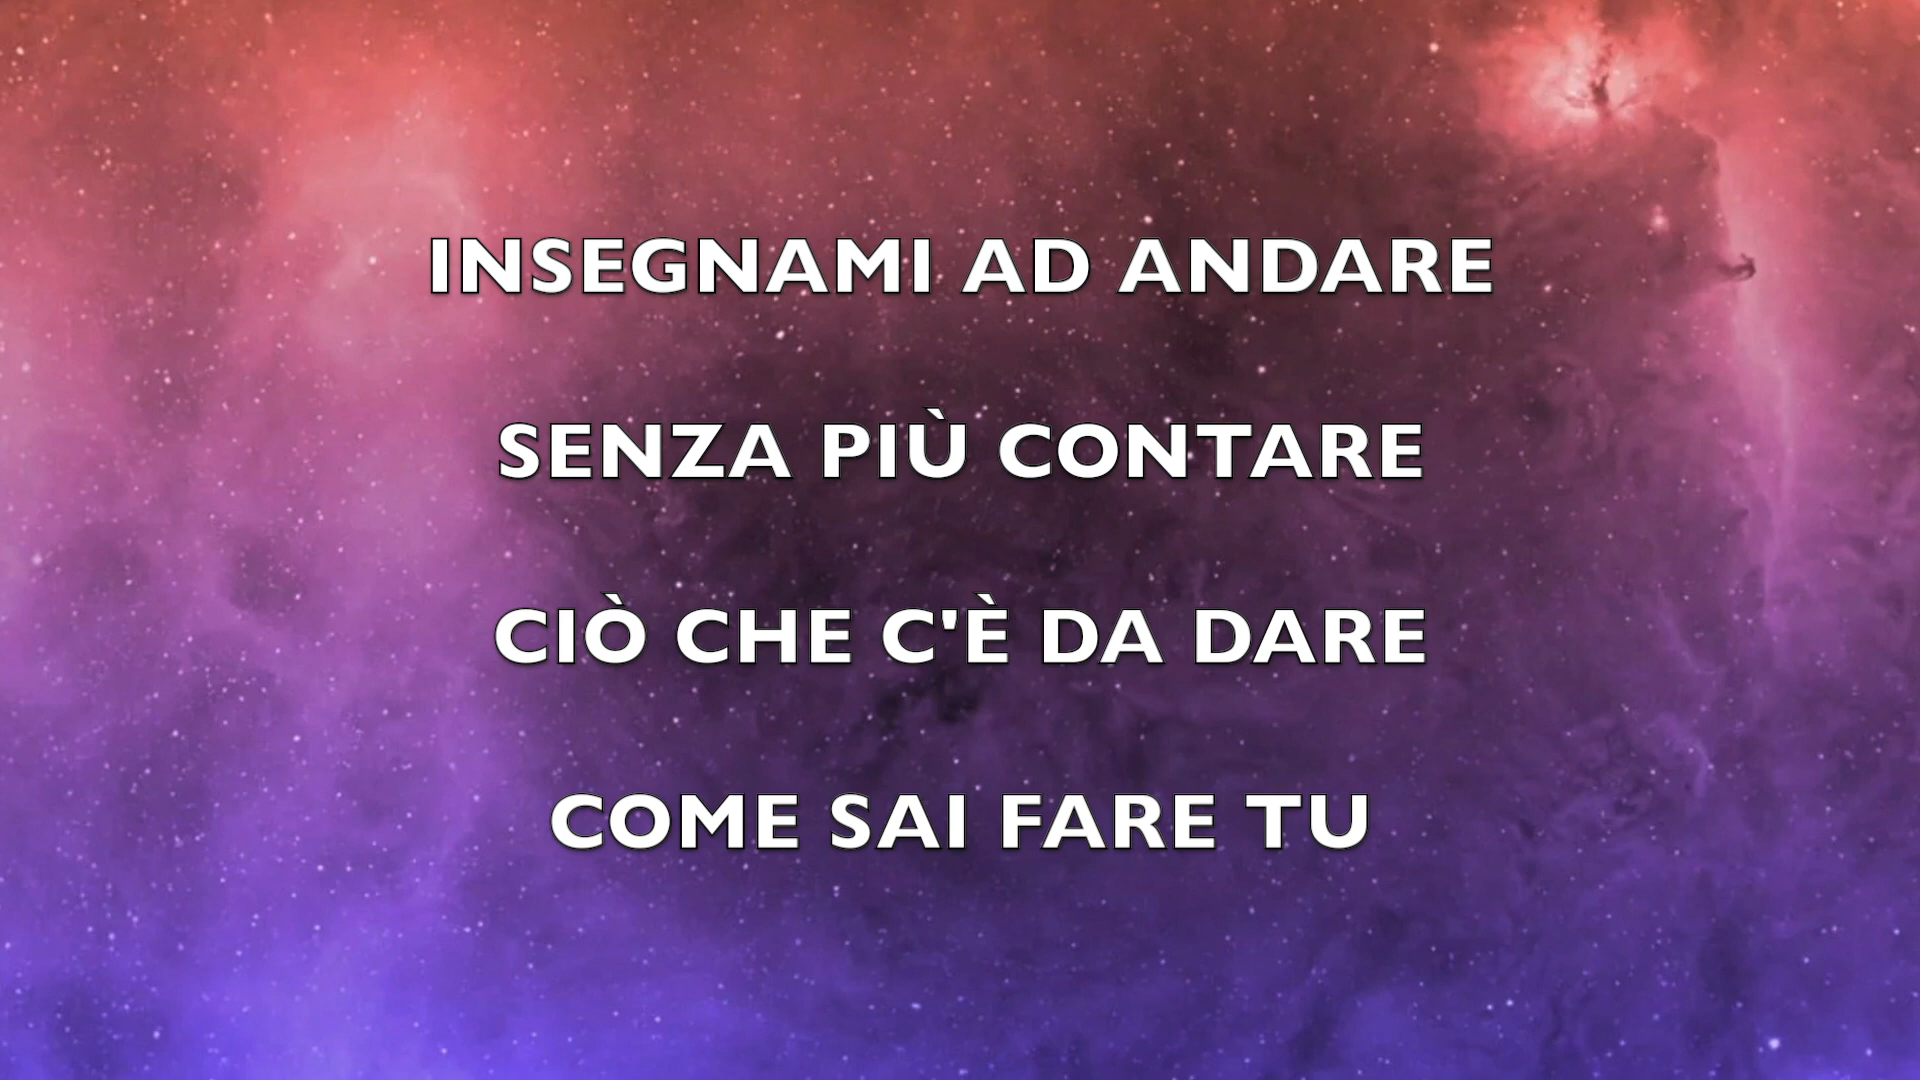 INSEGNAMI AD ANDARE
SENZA PIÙ CONTARE
CIÒ CHE C'È DA DARE
COME SAI FARE TU